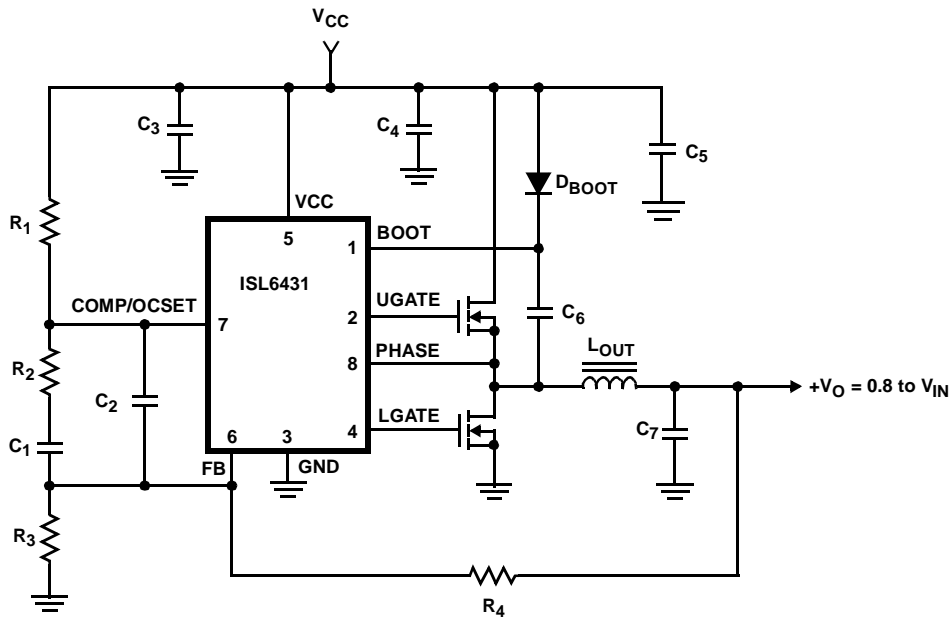 VCC
C3
C4
C5
DBOOT
R1
VCC
5
BOOT
1
ISL6431
COMP/OCSET
7
UGATE
2
C6
PHASE
8
LOUT
+VO = 0.8 to VIN
R2
C2
LGATE
4
C7
C1
6
3
FB
GND
R3
R4